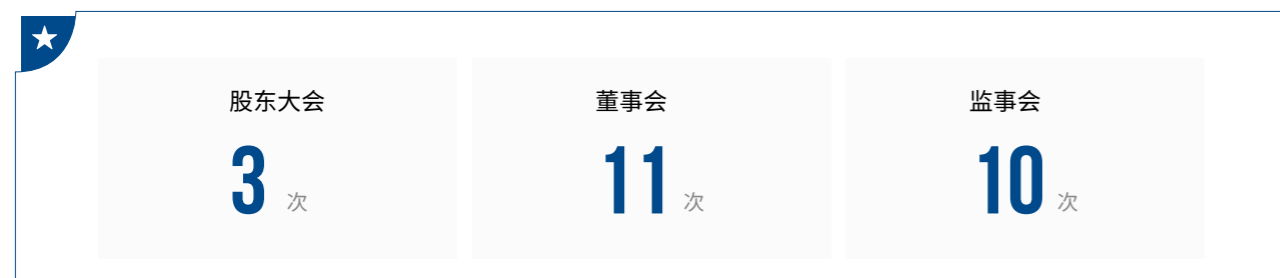 股东大会
3 次
董事会
11 次
监事会
10 次